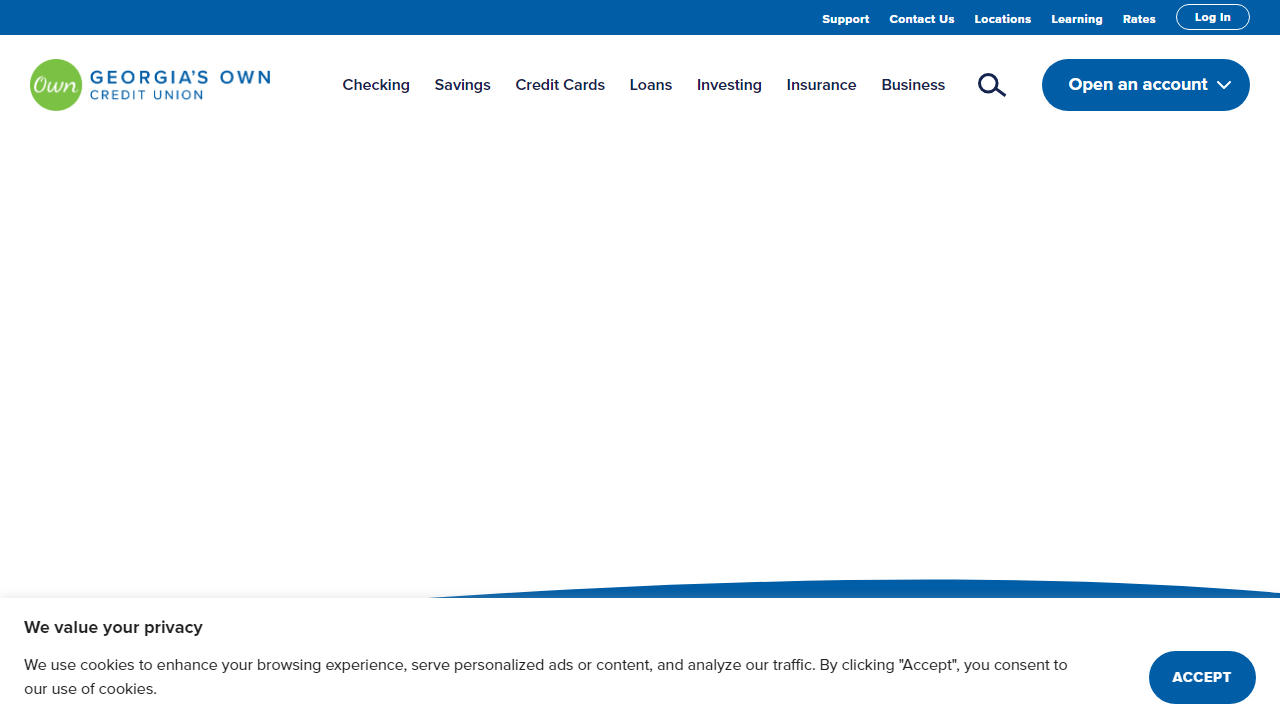 Support Contact Us Locations Learning Rates Log In
Own GEORGIA'S OWN
CREDIT UNION
Checking Savings Credit Cards Loans Investing Insurance Business Open an account
We value your privacy
We use cookies to enhance your browsing experience, serve personalized ads or content, and analyze our traffic. By clicking "Accept", you consent to
our use of cookies.
ACCEPT